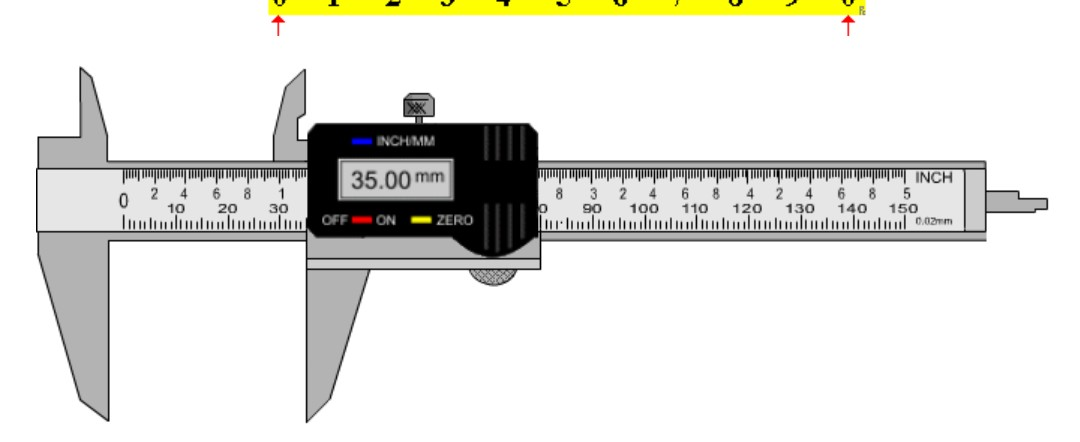 0 1 2 3 4 5 6 7 8 9 0
INCH/MM
35.00 mm
OFF ON ZERO
2 4 6 8 1
8 3 2 4 6 8 4 2 4 6 8 5
INCH
0 10 20 30
0 90 100 110 120 130 140 150
0.02mm